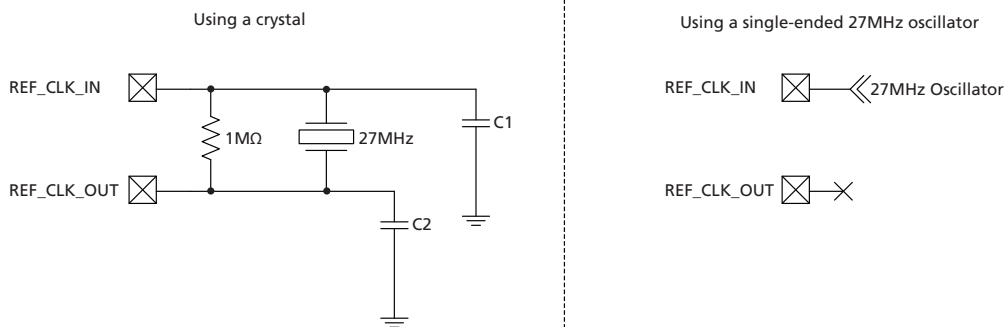 Using a crystal
REF_CLK_IN
1MΩ
27MHz
C1
REF_CLK_OUT
C2
Using a single-ended 27MHz oscillator
REF_CLK_IN
27MHz Oscillator
REF_CLK_OUT